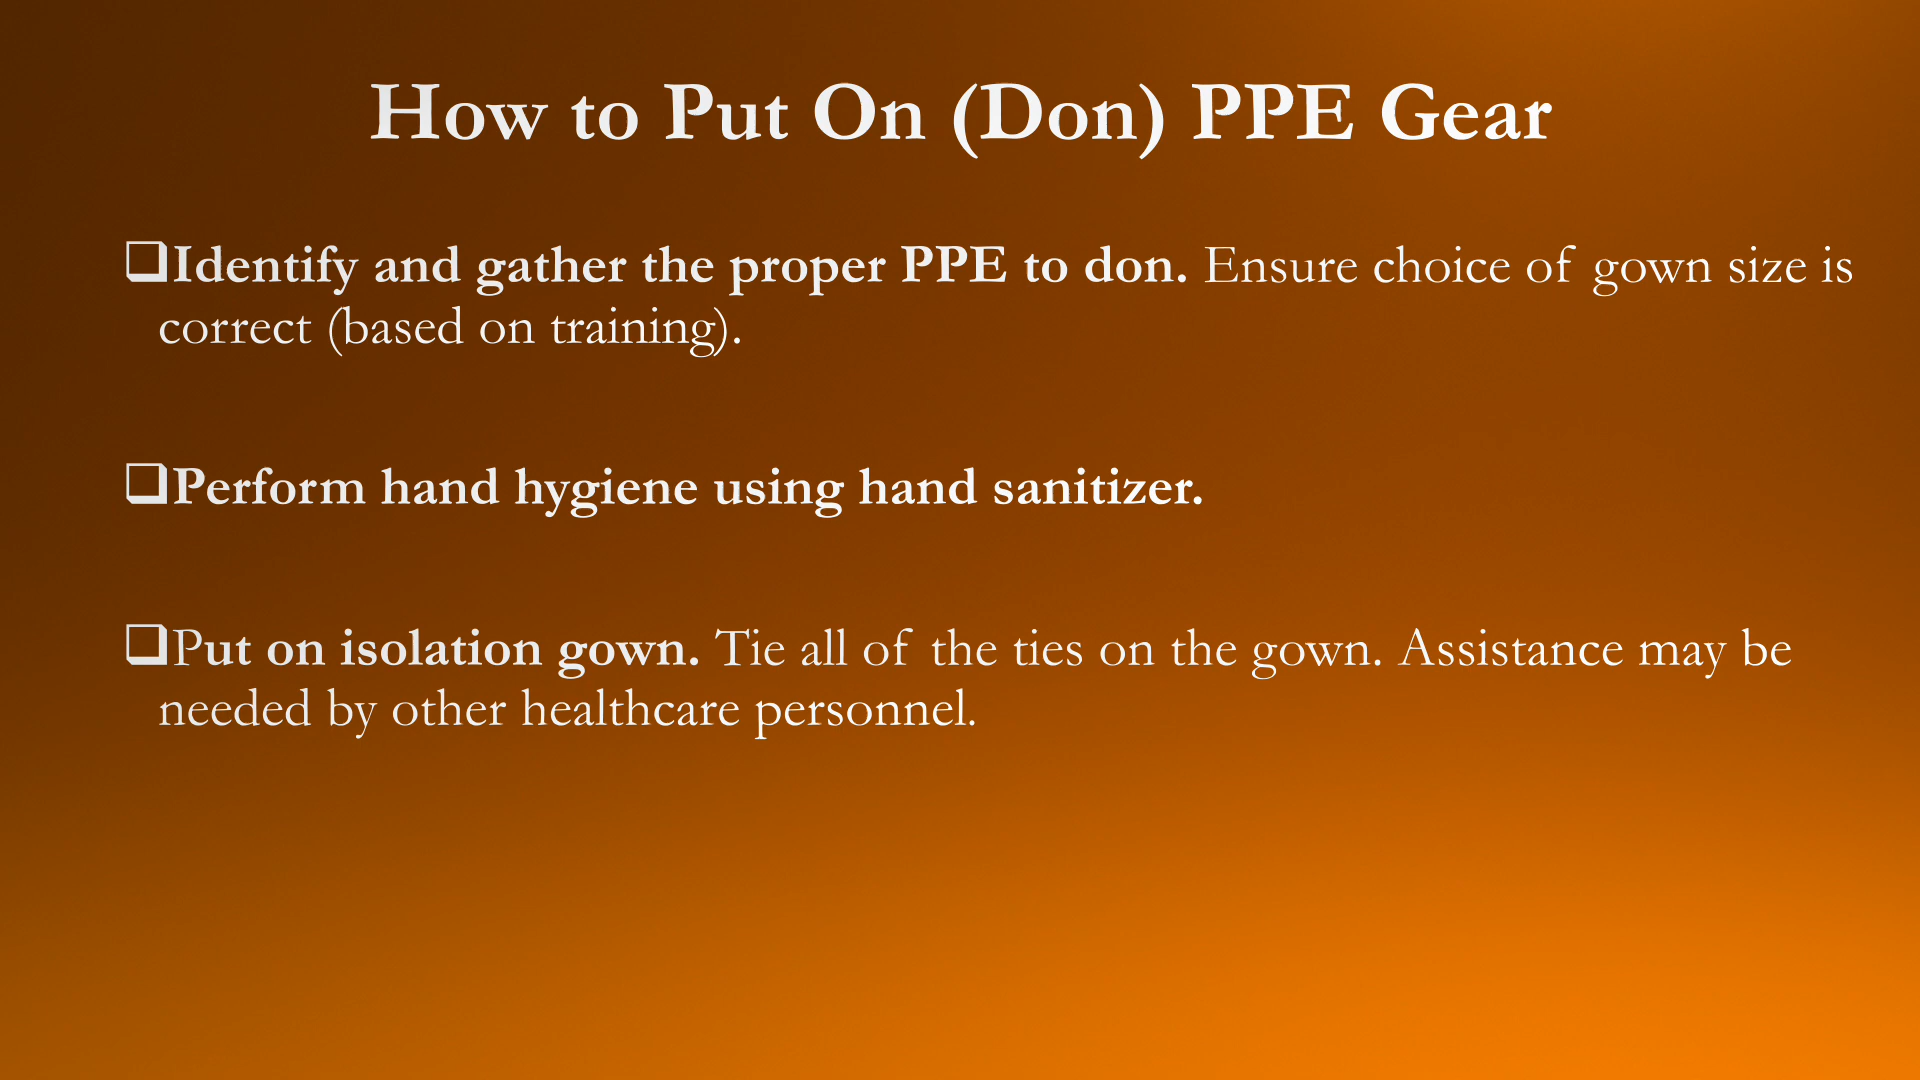 How to Put On (Don) PPE Gear
❑Identify and gather the proper PPE to don. Ensure choice of gown size is
correct (based on training).
❑Perform hand hygiene using hand sanitizer.
❑Put on isolation gown. Tie all of the ties on the gown. Assistance may be
needed by other healthcare personnel.